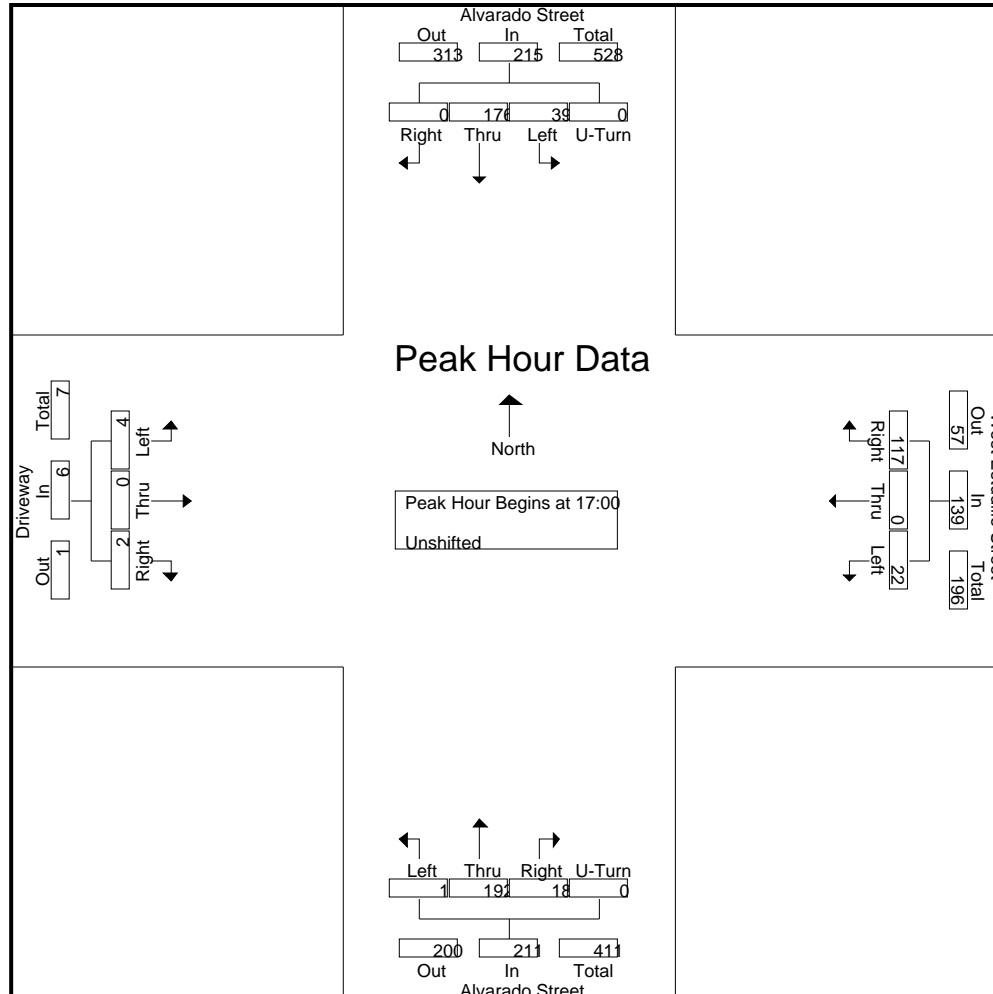 Alvarado Street
Out In Total
313 215 528
0 176 39 0
Right Thru Left U-Turn
Peak Hour Data
North
Peak Hour Begins at 17:00
Unshifted
Driveway
Out In Total
1 6 7
2 0 4
Right Thru Left
Street
Out In Total
57 139 196
117 0 22
Right Thru Left
Left Thru Right U-Turn
1 192 18 0
200 211 411
Out In Total
Alvarado Street